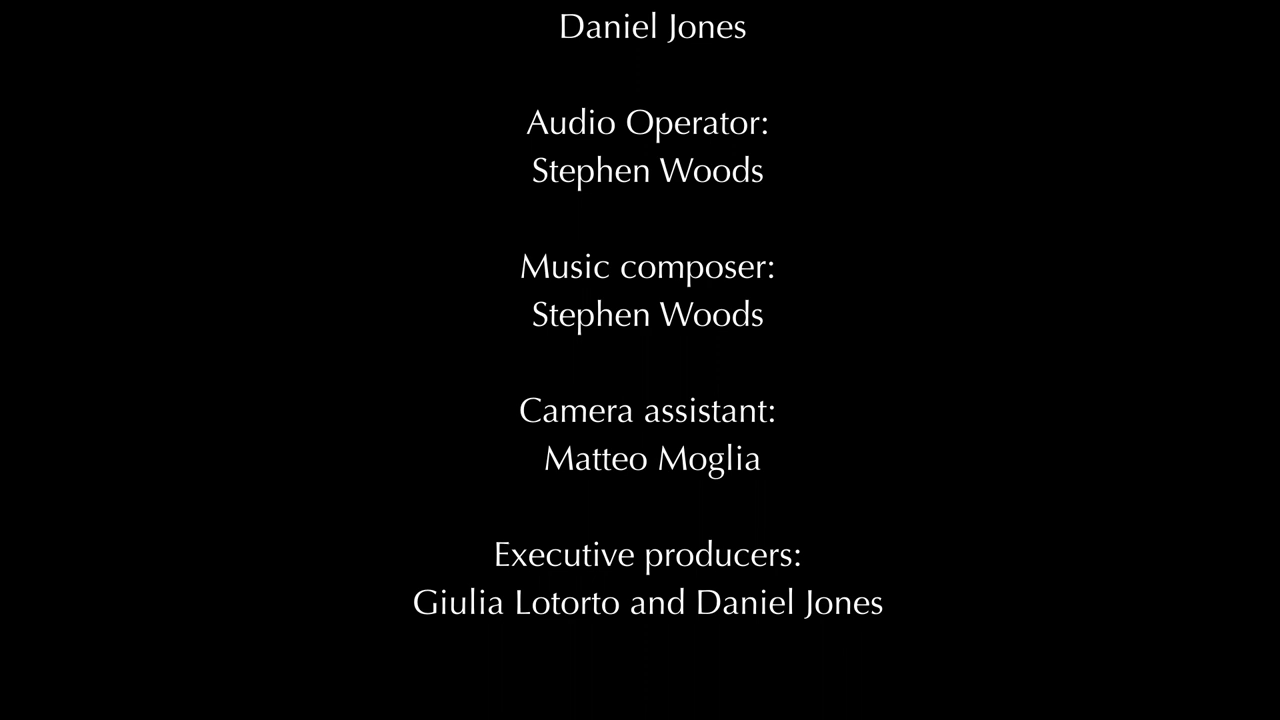 Daniel Jones
Audio Operator:
Stephen Woods
Music composer:
Stephen Woods
Camera assistant:
Matteo Moglia
Executive producers:
Giulia Lotorto and Daniel Jones